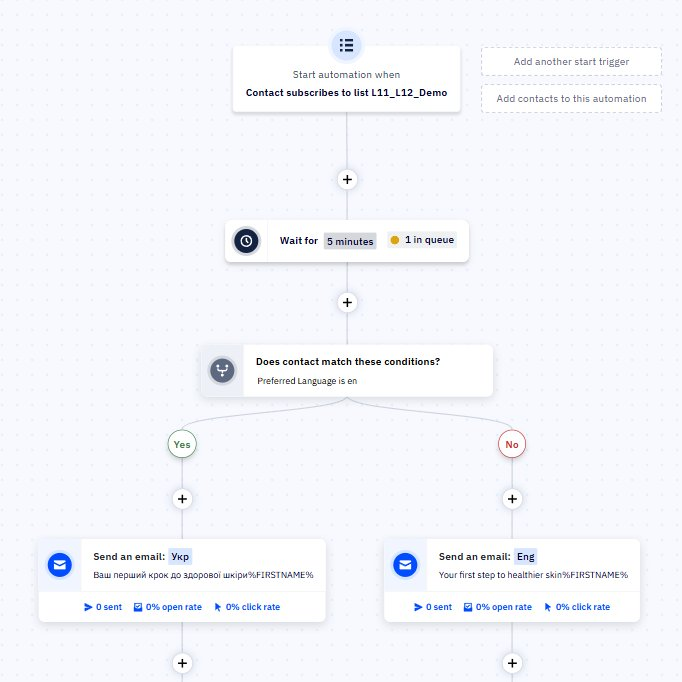 Start automation when
Contact subscribes to list L11_L12_Demo
Add another start trigger
Add contacts to this automation
Wait for 5 minutes 1 in queue
Does contact match these conditions?
Preferred Language is en
Yes
No
Send an email: Укр
Ваш перший крок до здорової шкіри%FIRSTNAME%
0 sent 0% open rate 0% click rate
Send an email: Eng
Your first step to healthier skin%FIRSTNAME%
0 sent 0% open rate 0% click rate